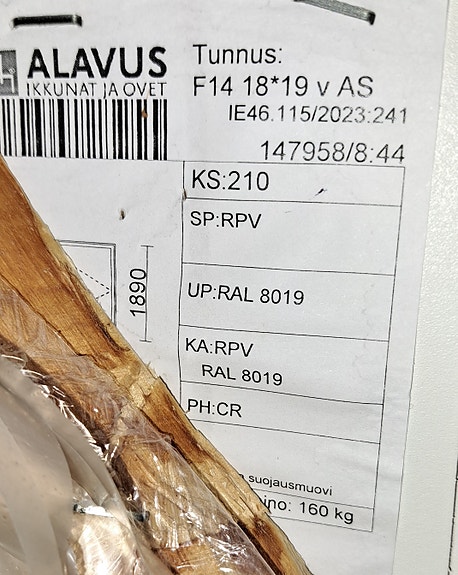 ALAVUS
IKKUNAT JA OVET
Tunnus:
F14 18*19 v AS
IE46.115/2023:241
147958/8:44
KS:210
SP:RPV
1890
UP:RAL 8019
KA:RPV
RAL 8019
PH:CR
suojausmuovi
160 kg